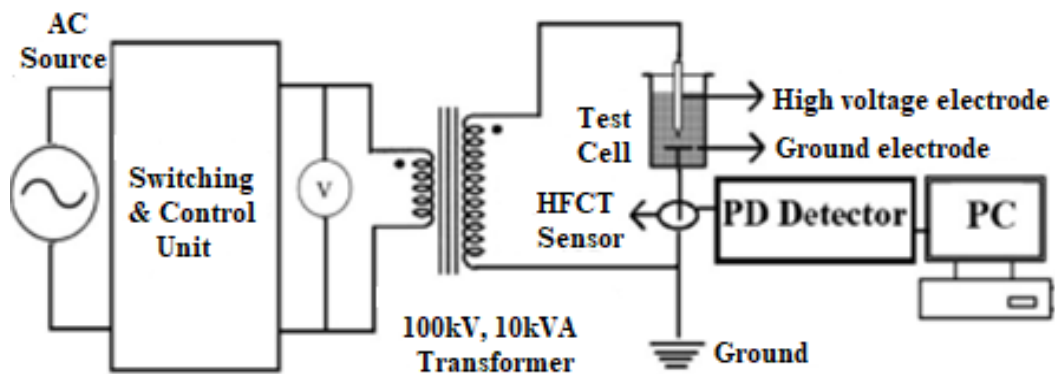 AC
Source
Switching
& Control
Unit
V
100kV, 10kVA
Transformer
Test
Cell
High voltage electrode
Ground electrode
HFCT
Sensor
PD Detector
PC
Ground